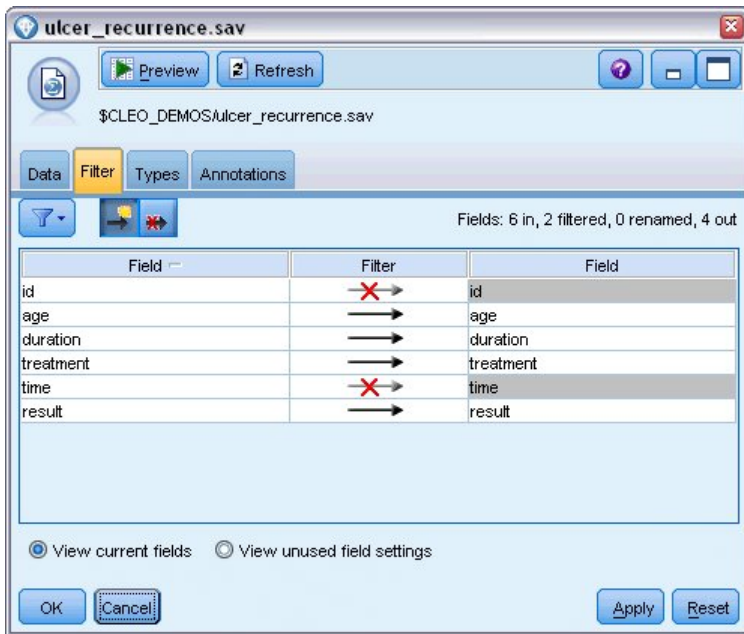 ulcer_recurrence.sav
Preview Refresh
$CLEO_DEMOS/ulcer_recurrence.sav
Data Filter Types Annotations
Fields: 6 in, 2 filtered, 0 renamed, 4 out
Field Filter Field
id id
age age
duration duration
treatment treatment
time time
result result
View current fields View unused field settings
OK Cancel Apply Reset